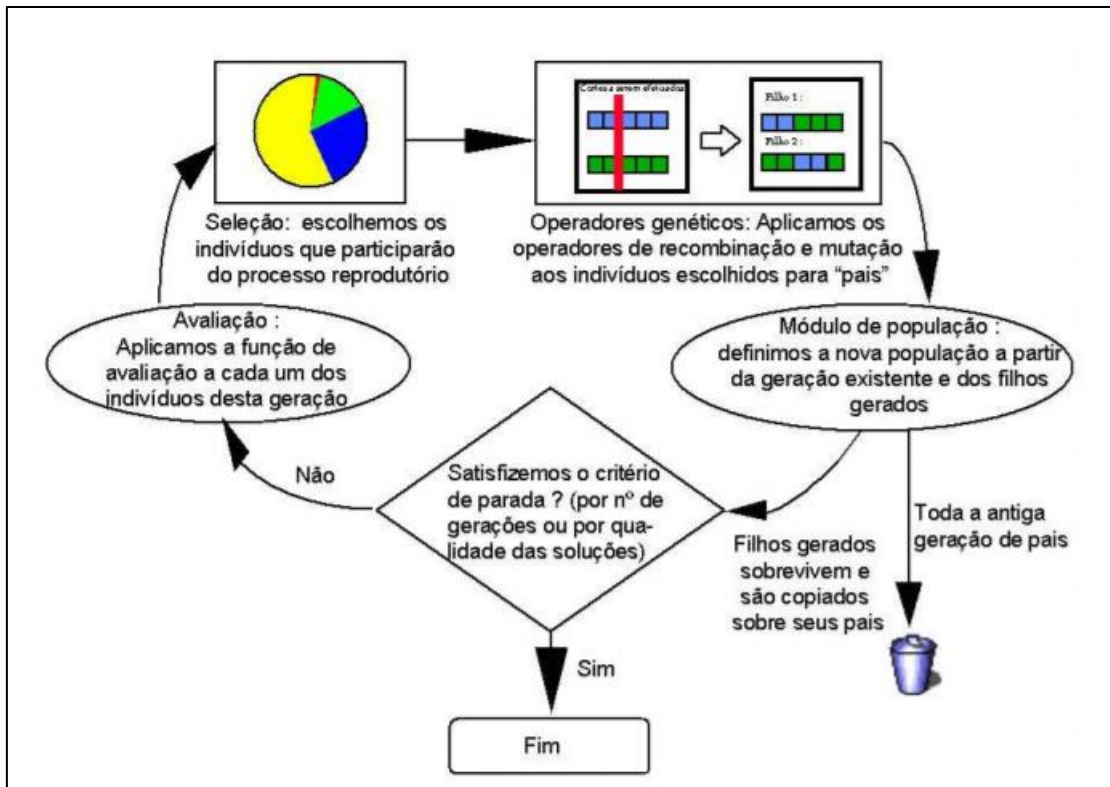 Cortes a serem efetuados
Filho 1 :
Filho 2 :
Seleção: escolhemos os
indivíduos que participarão
do processo reprodutório
Operadores genéticos: Aplicamos os
operadores de recombinação e mutação
aos indivíduos escolhidos para “pais”
Avaliação :
Aplicamos a função de
avaliação a cada um dos
indivíduos desta geração
Módulo de população :
definimos a nova população a partir
da geração existente e dos filhos
gerados
Não
Satisfizemos o critério
de parada ? (por nº de
gerações ou por qua-
lidade das soluções)
Filhos gerados
sobrevivem e
são copiados
sobre seus pais
Toda a antiga
geração de pais
Sim
Fim